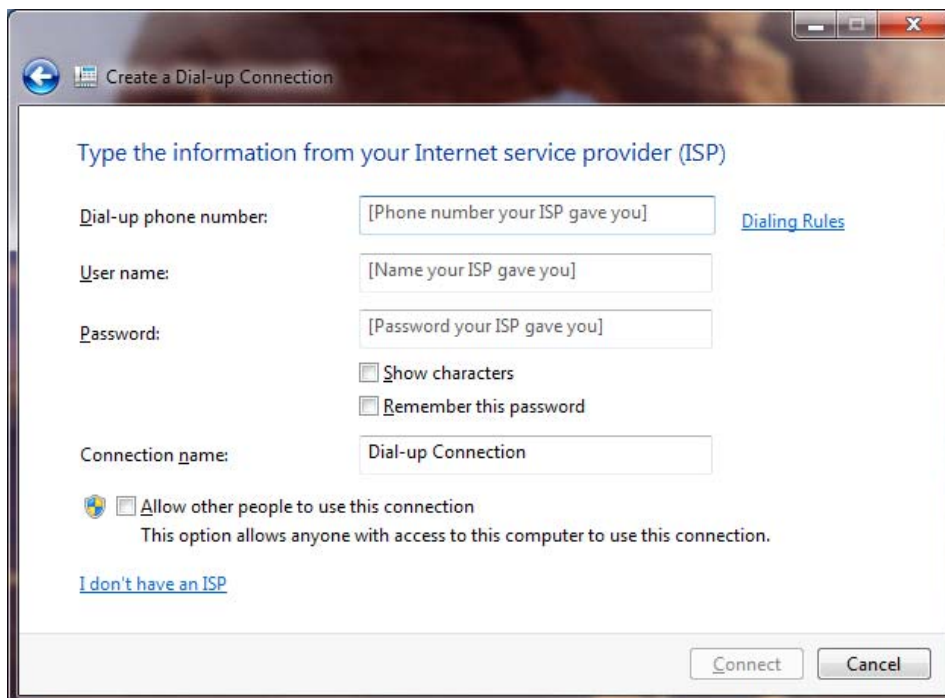 Create a Dial-up Connection
Type the information from your Internet service provider (ISP)
Dial-up phone number: [Phone number your ISP gave you] Dialing Rules
User name: [Name your ISP gave you]
Password: [Password your ISP gave you]
Show characters
Remember this password
Connection name: Dial-up Connection
Allow other people to use this connection
This option allows anyone with access to this computer to use this connection.
I don't have an ISP
Connect Cancel